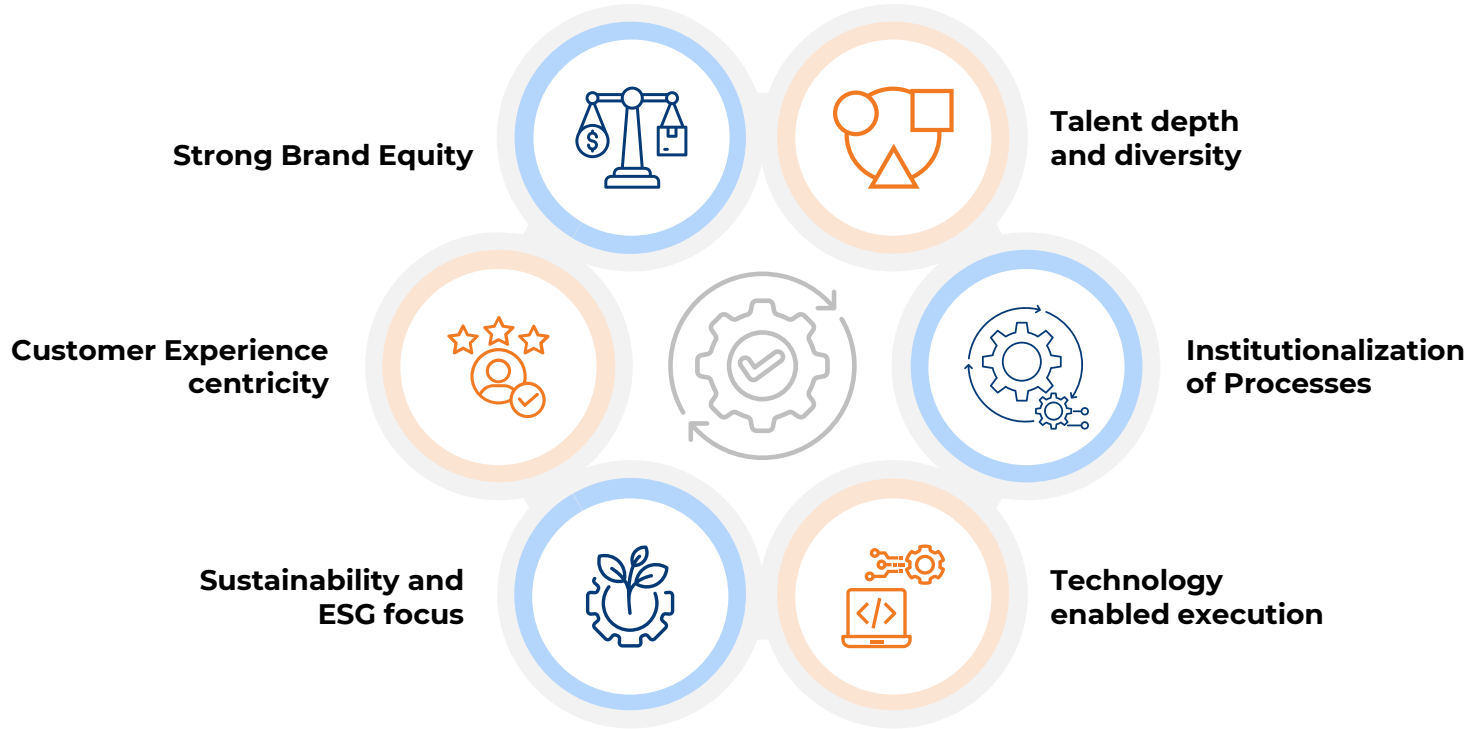 Strong Brand Equity
Talent depth
and diversity
Customer Experience
centricity
Institutionalization
of Processes
Sustainability and
ESG focus
Technology
enabled execution
$
</>